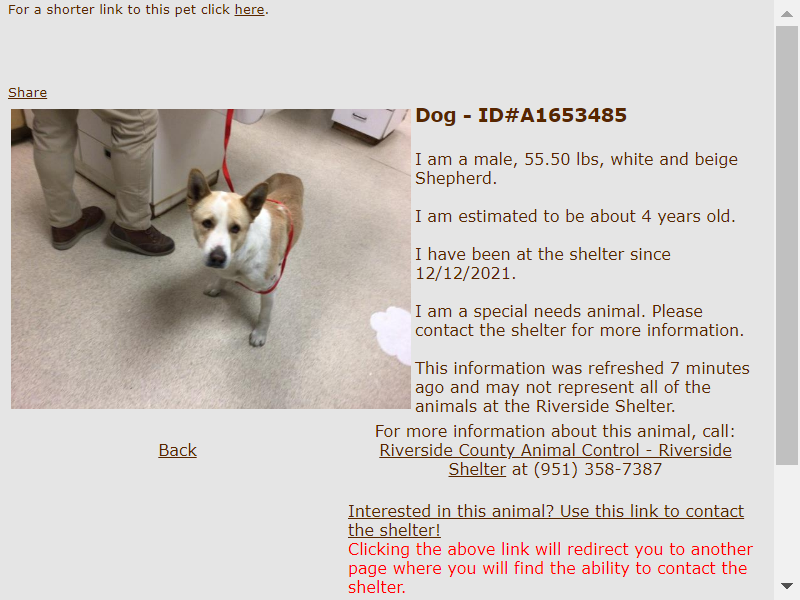 For a shorter link to this pet click here.
Share
Dog - ID#A1653485
I am a male, 55.50 lbs, white and beige
Shepherd.
I am estimated to be about 4 years old.
I have been at the shelter since
12/12/2021.
I am a special needs animal. Please
contact the shelter for more information.
This information was refreshed 7 minutes
ago and may not represent all of the
animals at the Riverside Shelter.
Back
For more information about this animal, call:
Riverside County Animal Control - Riverside
Shelter at (951) 358-7387
Interested in this animal? Use this link to contact
the shelter!
Clicking the above link will redirect you to another
page where you will find the ability to contact the
shelter.